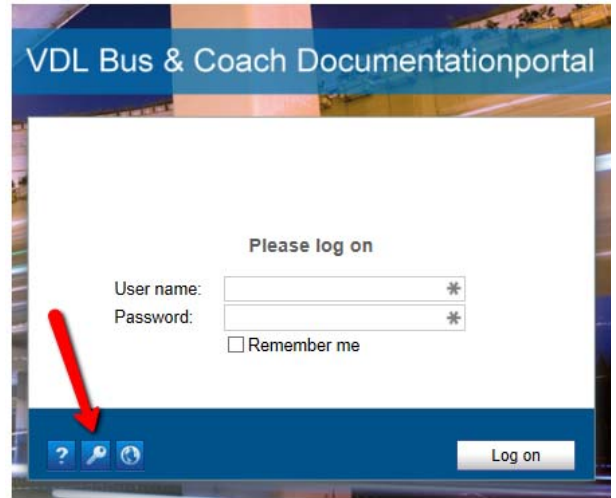 VDL Bus & Coach Documentationportal
Please log on
User name: *
Password: *
Remember me
? Log on